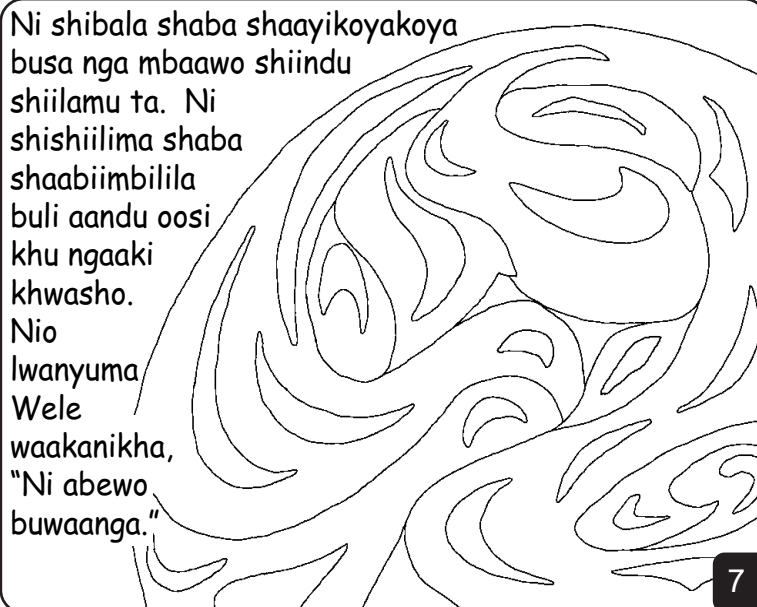 Ni shibala shaba shaayikoyakoya
busa nga mbaawo shiindu
shiilamu ta. Ni
shishiilima shaba
shaabiimbilila
buli aandu oosi
khu ngaaki
khwasho.
Nio
lwanyuma
Wele
waakanikha,
“Ni abewo
buwaanga.”
7